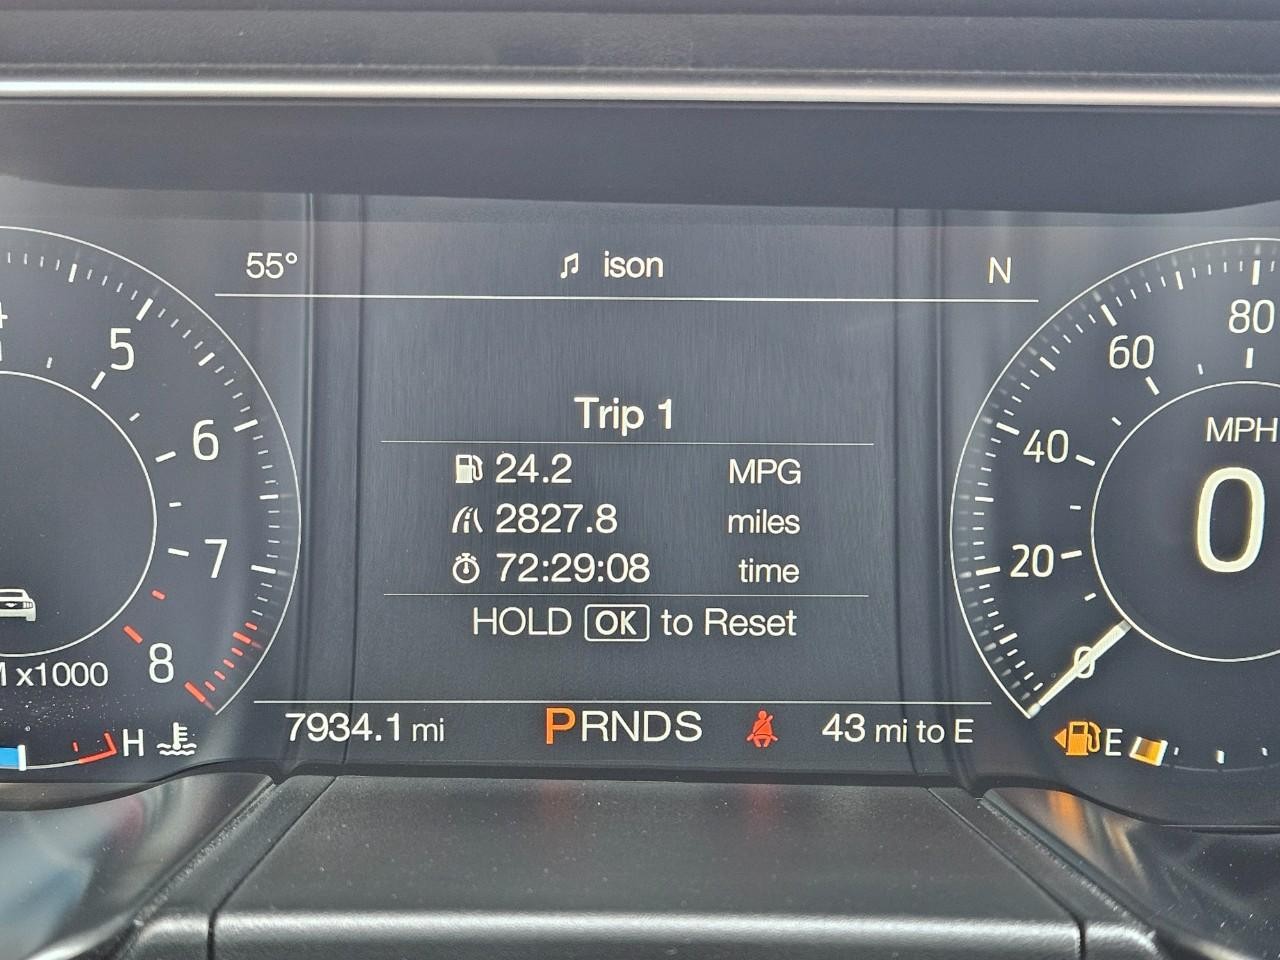 55° ison N
Trip 1
24.2 MPG
2827.8 miles
72:29:08 time
HOLD OK to Reset
7934.1 mi PRNDS 43 mi to E
5
6
7
8
x1000
H
80
60
40
20
0
MPH
0
E